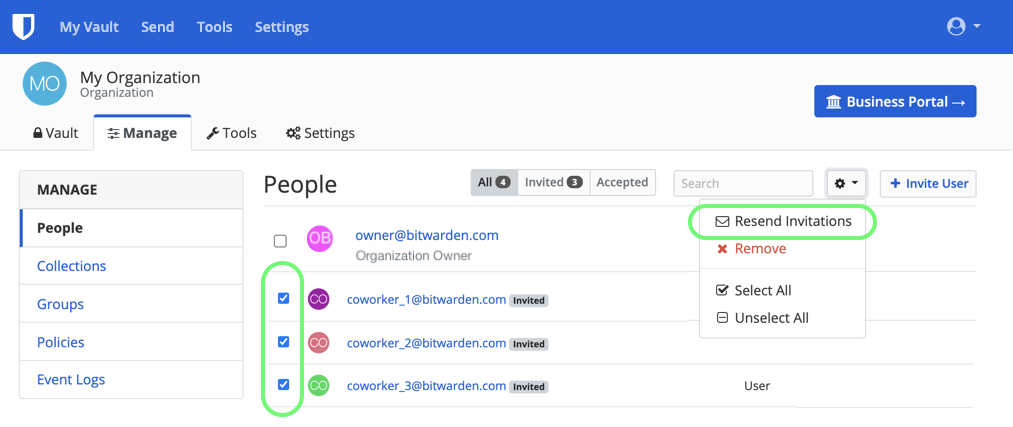 My Vault Send Tools Settings
MO My Organization
Organization
Business Portal →
Vault Manage Tools Settings
MANAGE
People
Collections
Groups
Policies
Event Logs
People All 4 Invited 3 Accepted Search Invite User
Resend Invitations
Remove
Select All
Unselect All
OB owner@bitwarden.com
Organization Owner
CO coworker_1@bitwarden.com Invited
CO coworker_2@bitwarden.com Invited
CO coworker_3@bitwarden.com Invited User